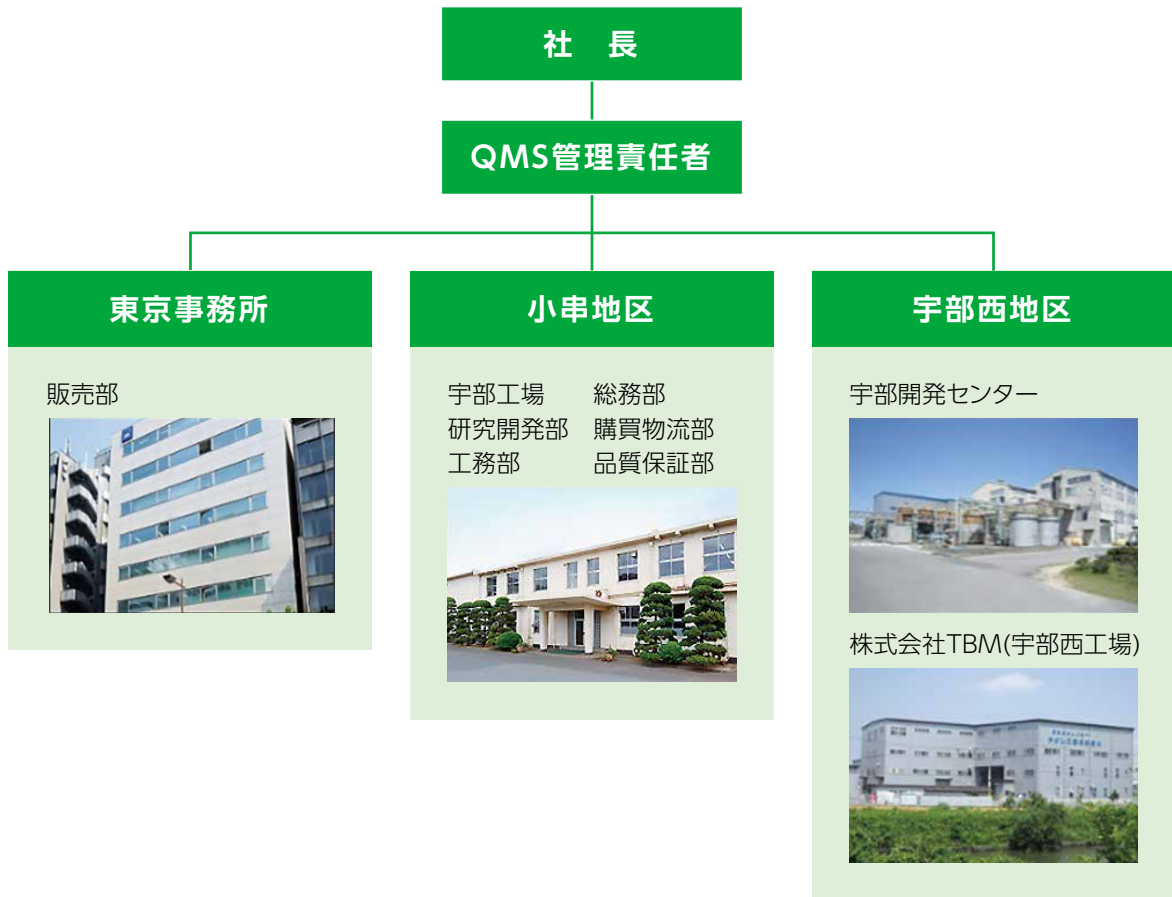 社　長
QMS管理責任者
東京事務所
販売部
小串地区
宇部工場　総務部
研究開発部　購買物流部
工務部　品質保証部
宇部西地区
宇部開発センター
株式会社TBM(宇部西工場)